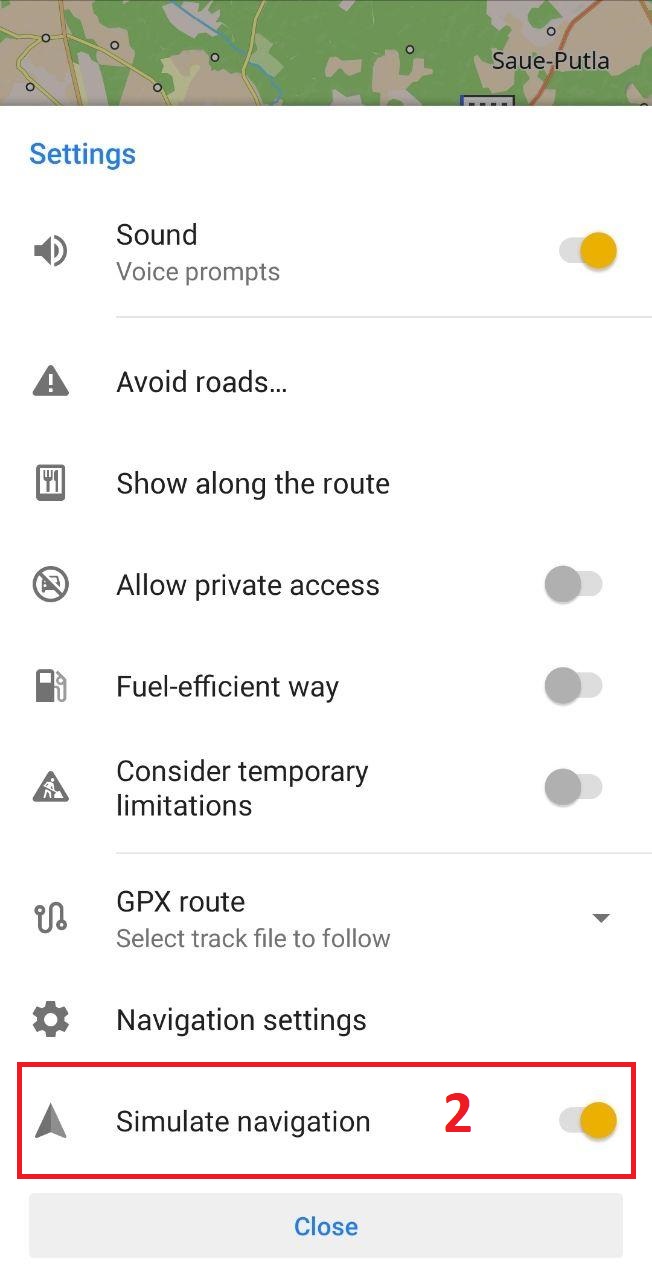 Saue-Putla
Settings
Sound
Voice prompts
Avoid roads...
Show along the route
Allow private access
Fuel-efficient way
Consider temporary
limitations
GPX route
Select track file to follow
Navigation settings
Simulate navigation 2
Close